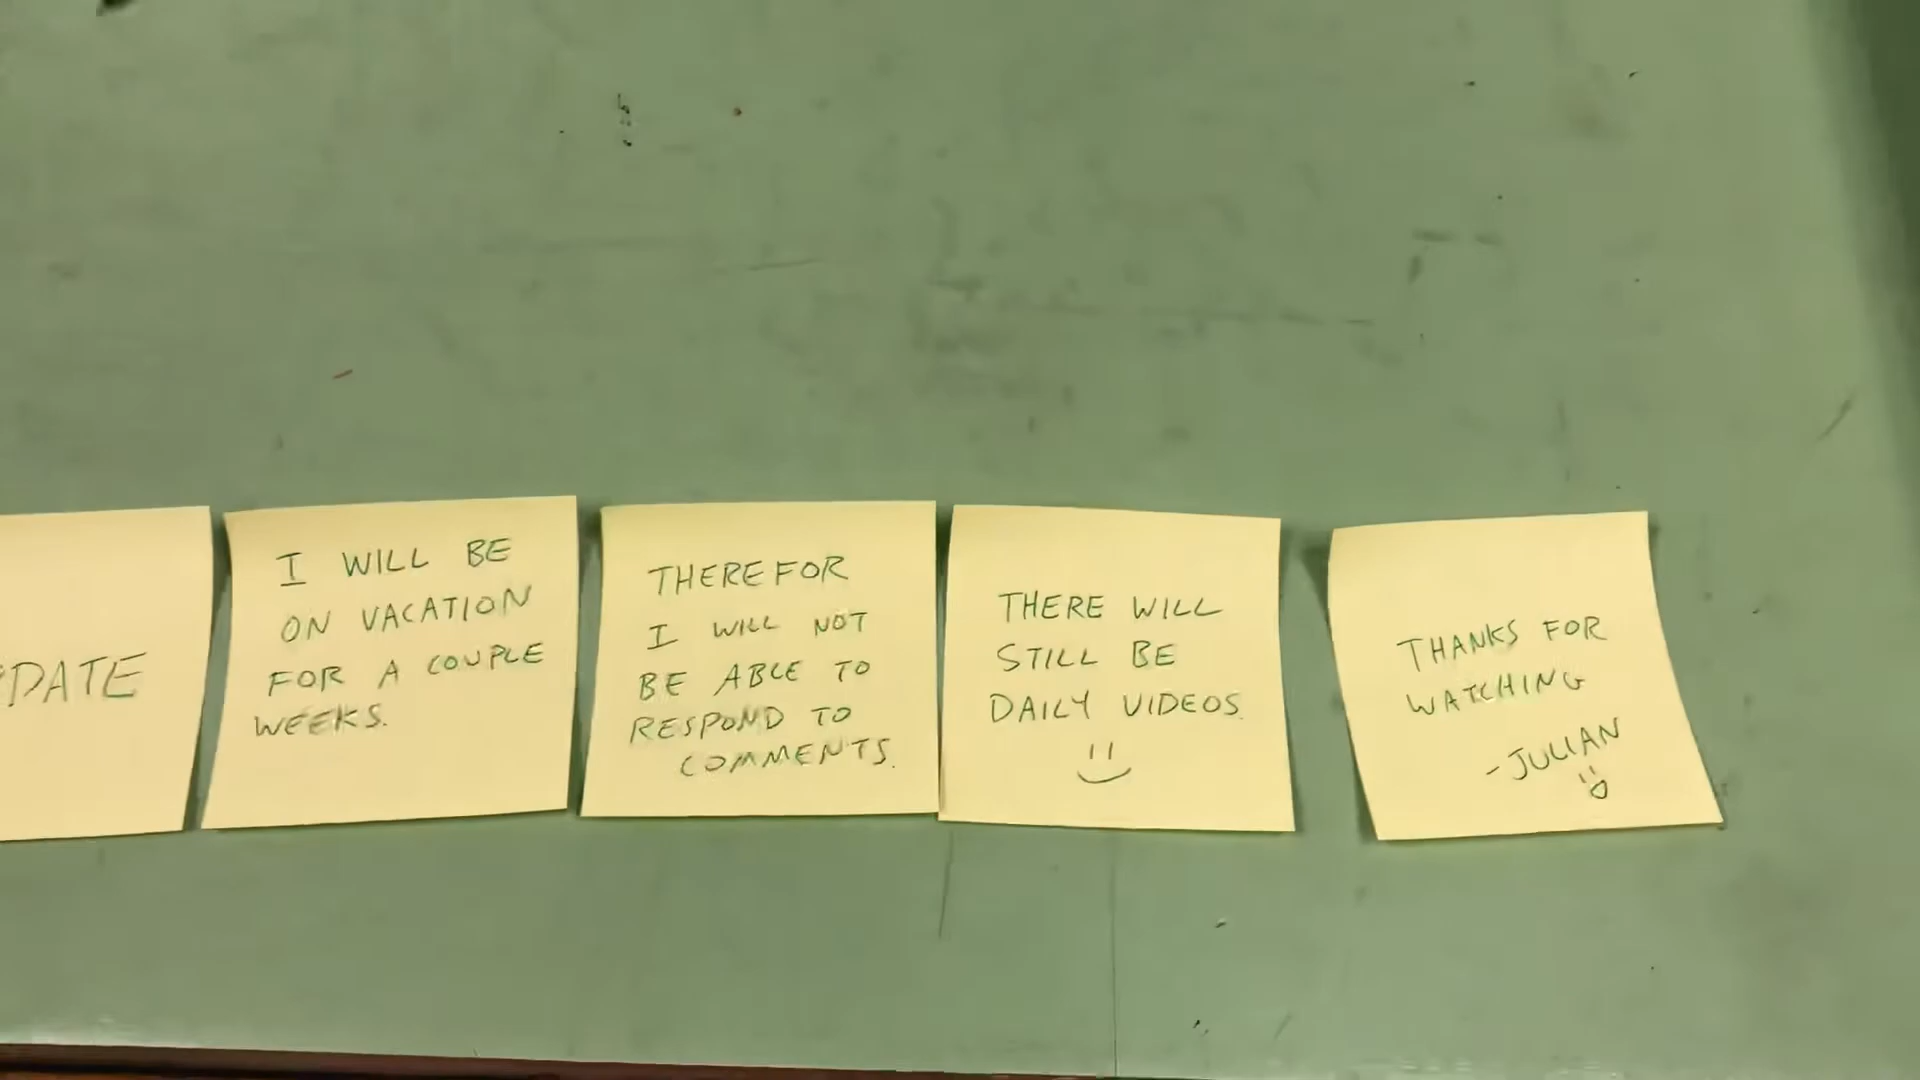 PDATE
I WILL BE
ON VACATION
FOR A COUPLE
WEEKS.
THEREFOR
I WILL NOT
BE ABLE TO
RESPOND TO
COMMENTS.
THERE WILL
STILL BE
DAILY VIDEOS.
THANKS FOR
WATCHING
-JULIAN